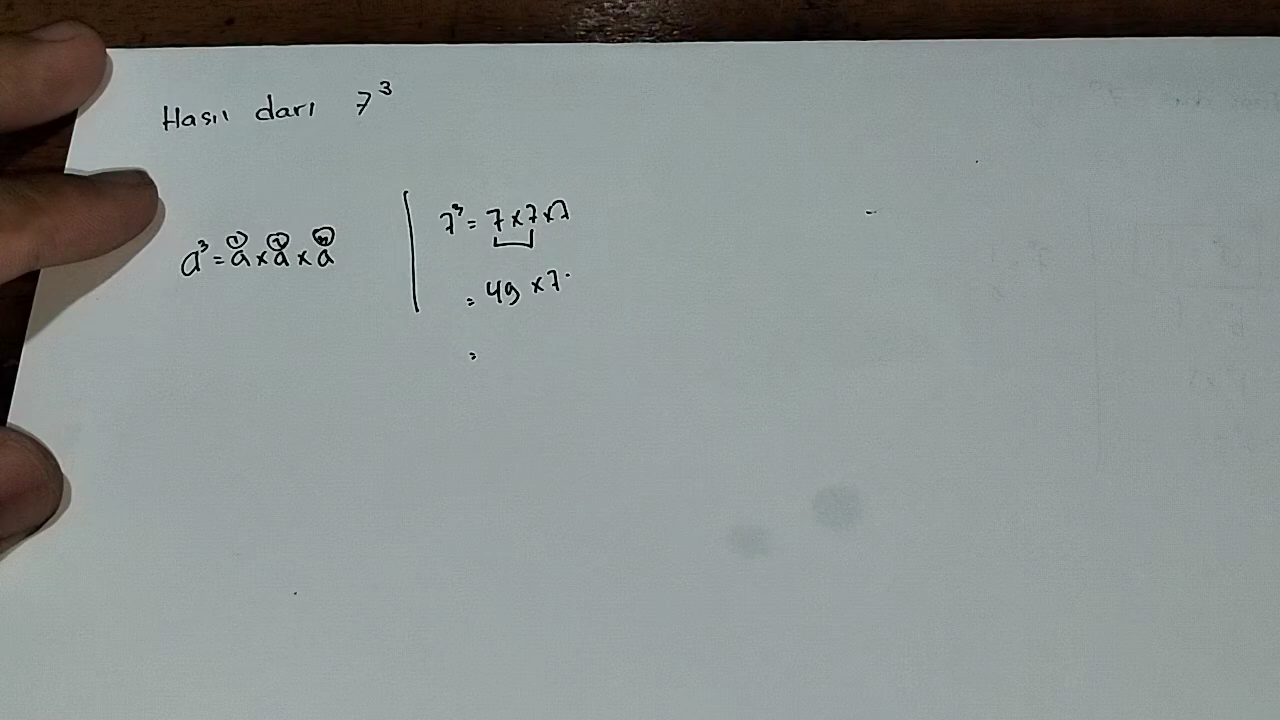 Hasil dari 7³
a³ = a x a x a
7³ = 7 x 7 x 7
= 49 x 7
=